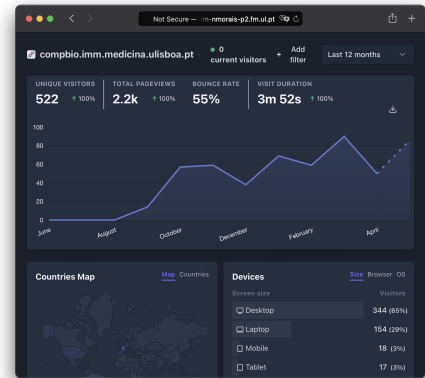 Not Secure — -nmorais-p2.fm.ul.pt
compbio.imm.medicina.ulisboa.pt
0
current visitors
+ Add
filter
Last 12 months
UNIQUE VISITORS
522 ↑ 100%
TOTAL PAGEVIEWS
2.2k ↑ 100%
BOUNCE RATE
55%
VISIT DURATION
3m 52s ↑ 100%
100
80
60
40
20
0
June
August
October
December
February
April
Countries Map
Map Countries
Devices
Size Browser OS
Screen size Visitors
Desktop 344 (65%)
Laptop 154 (29%)
Mobile 18 (3%)
Tablet 17 (3%)